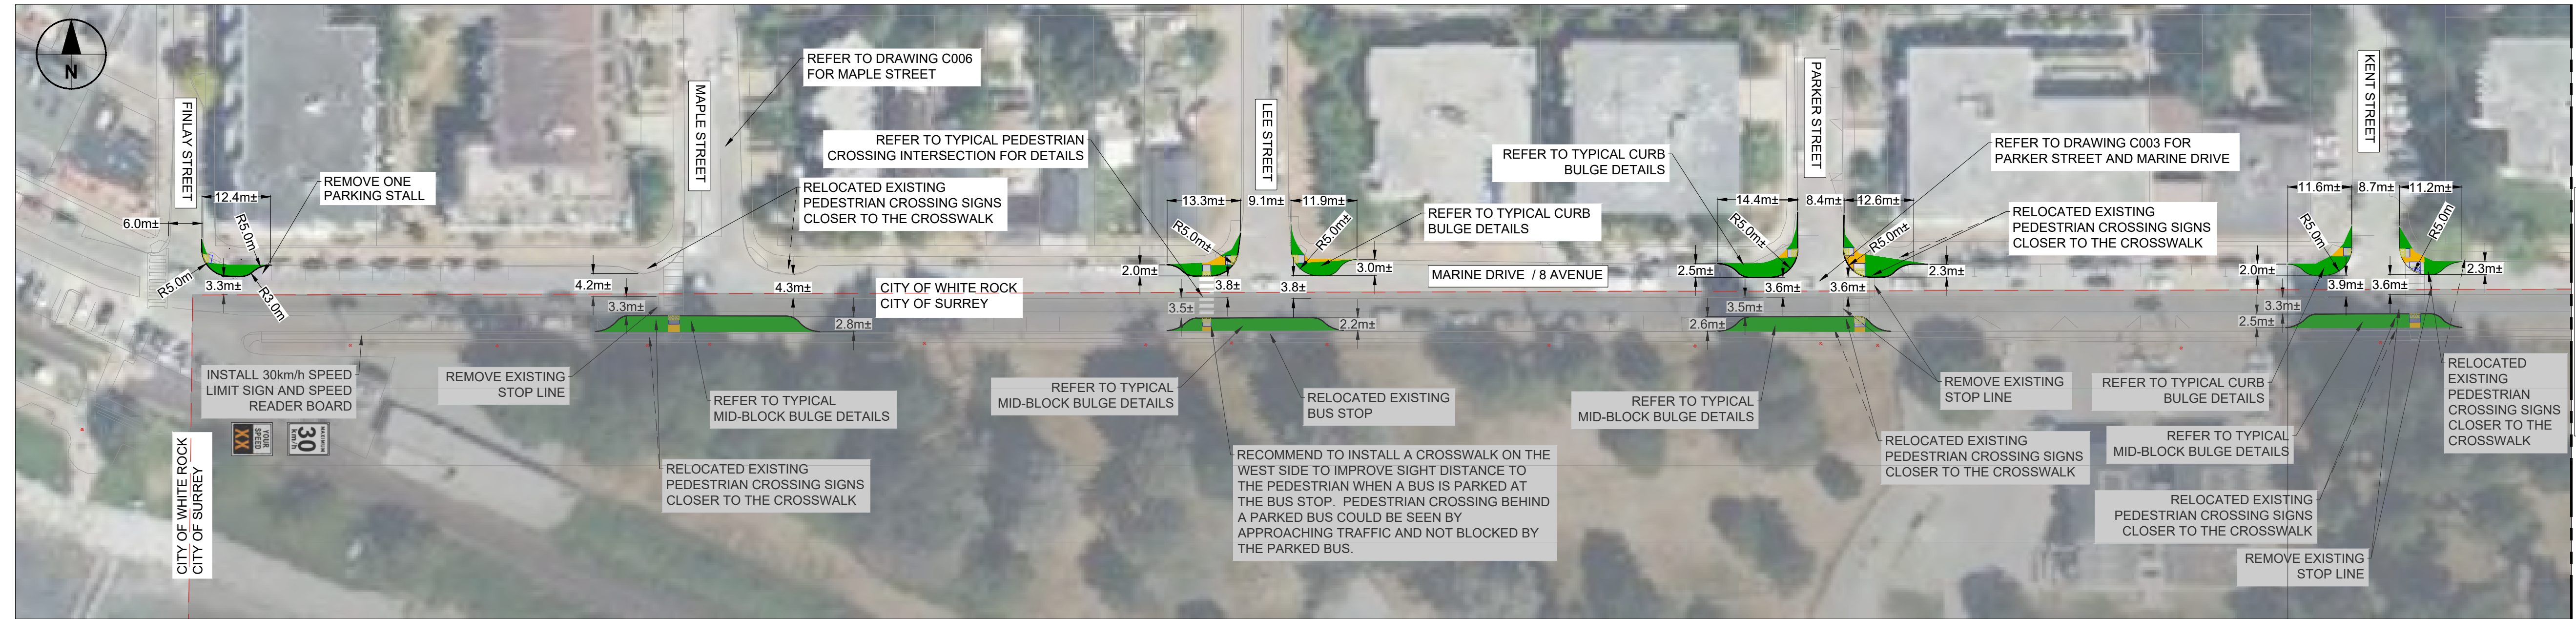 N
REFER TO DRAWING C006
FOR MAPLE STREET
FINLAY STREET
MAPLE STREET
LEE STREET
PARKER STREET
KENT STREET
REFER TO TYPICAL PEDESTRIAN
CROSSING INTERSECTION FOR DETAILS
REFER TO TYPICAL CURB
BULGE DETAILS
REFER TO DRAWING C003 FOR
PARKER STREET AND MARINE DRIVE
REMOVE ONE
PARKING STALL
RELOCATED EXISTING
PEDESTRIAN CROSSING SIGNS
CLOSER TO THE CROSSWALK
REFER TO TYPICAL CURB
BULGE DETAILS
RELOCATED EXISTING
PEDESTRIAN CROSSING SIGNS
CLOSER TO THE CROSSWALK
12.4m±
6.0m±
R5.0m
R5.0m
3.3m±
R3.0m
4.2m±
4.3m±
3.3m±
2.8m±
13.3m±
9.1m±
11.9m±
R5.0m±
R5.0m±
2.0m±
3.0m±
3.8±
3.8±
3.5±
2.2m±
14.4m±
8.4m±
12.6m±
R5.0m±
R5.0m±
2.5m±
2.3m±
3.6m±
3.6m±
3.5m±
2.6m±
11.6m±
8.7m±
11.2m±
R5.0m
R5.0m
2.0m±
2.3m±
3.9m±
3.6m±
3.3m±
2.5m±
CITY OF WHITE ROCK
CITY OF SURREY
MARINE DRIVE / 8 AVENUE
INSTALL 30km/h SPEED
LIMIT SIGN AND SPEED
READER BOARD
YOUR
SPEED
XX
MAXIMUM
30
km/h
CITY OF WHITE ROCK
CITY OF SURREY
REMOVE EXISTING
STOP LINE
REFER TO TYPICAL
MID-BLOCK BULGE DETAILS
RELOCATED EXISTING
PEDESTRIAN CROSSING SIGNS
CLOSER TO THE CROSSWALK
REFER TO TYPICAL
MID-BLOCK BULGE DETAILS
RELOCATED EXISTING
BUS STOP
RECOMMEND TO INSTALL A CROSSWALK ON THE
WEST SIDE TO IMPROVE SIGHT DISTANCE TO
THE PEDESTRIAN WHEN A BUS IS PARKED AT
THE BUS STOP. PEDESTRIAN CROSSING BEHIND
A PARKED BUS COULD BE SEEN BY
APPROACHING TRAFFIC AND NOT BLOCKED BY
THE PARKED BUS.
REFER TO TYPICAL
MID-BLOCK BULGE DETAILS
REMOVE EXISTING
STOP LINE
RELOCATED EXISTING
PEDESTRIAN CROSSING SIGNS
CLOSER TO THE CROSSWALK
REFER TO TYPICAL CURB
BULGE DETAILS
REFER TO TYPICAL
MID-BLOCK BULGE DETAILS
RELOCATED EXISTING
PEDESTRIAN CROSSING SIGNS
CLOSER TO THE CROSSWALK
REMOVE EXISTING
STOP LINE
RELOCATED
EXISTING
PEDESTRIAN
CROSSING SIGNS
CLOSER TO THE
CROSSWALK